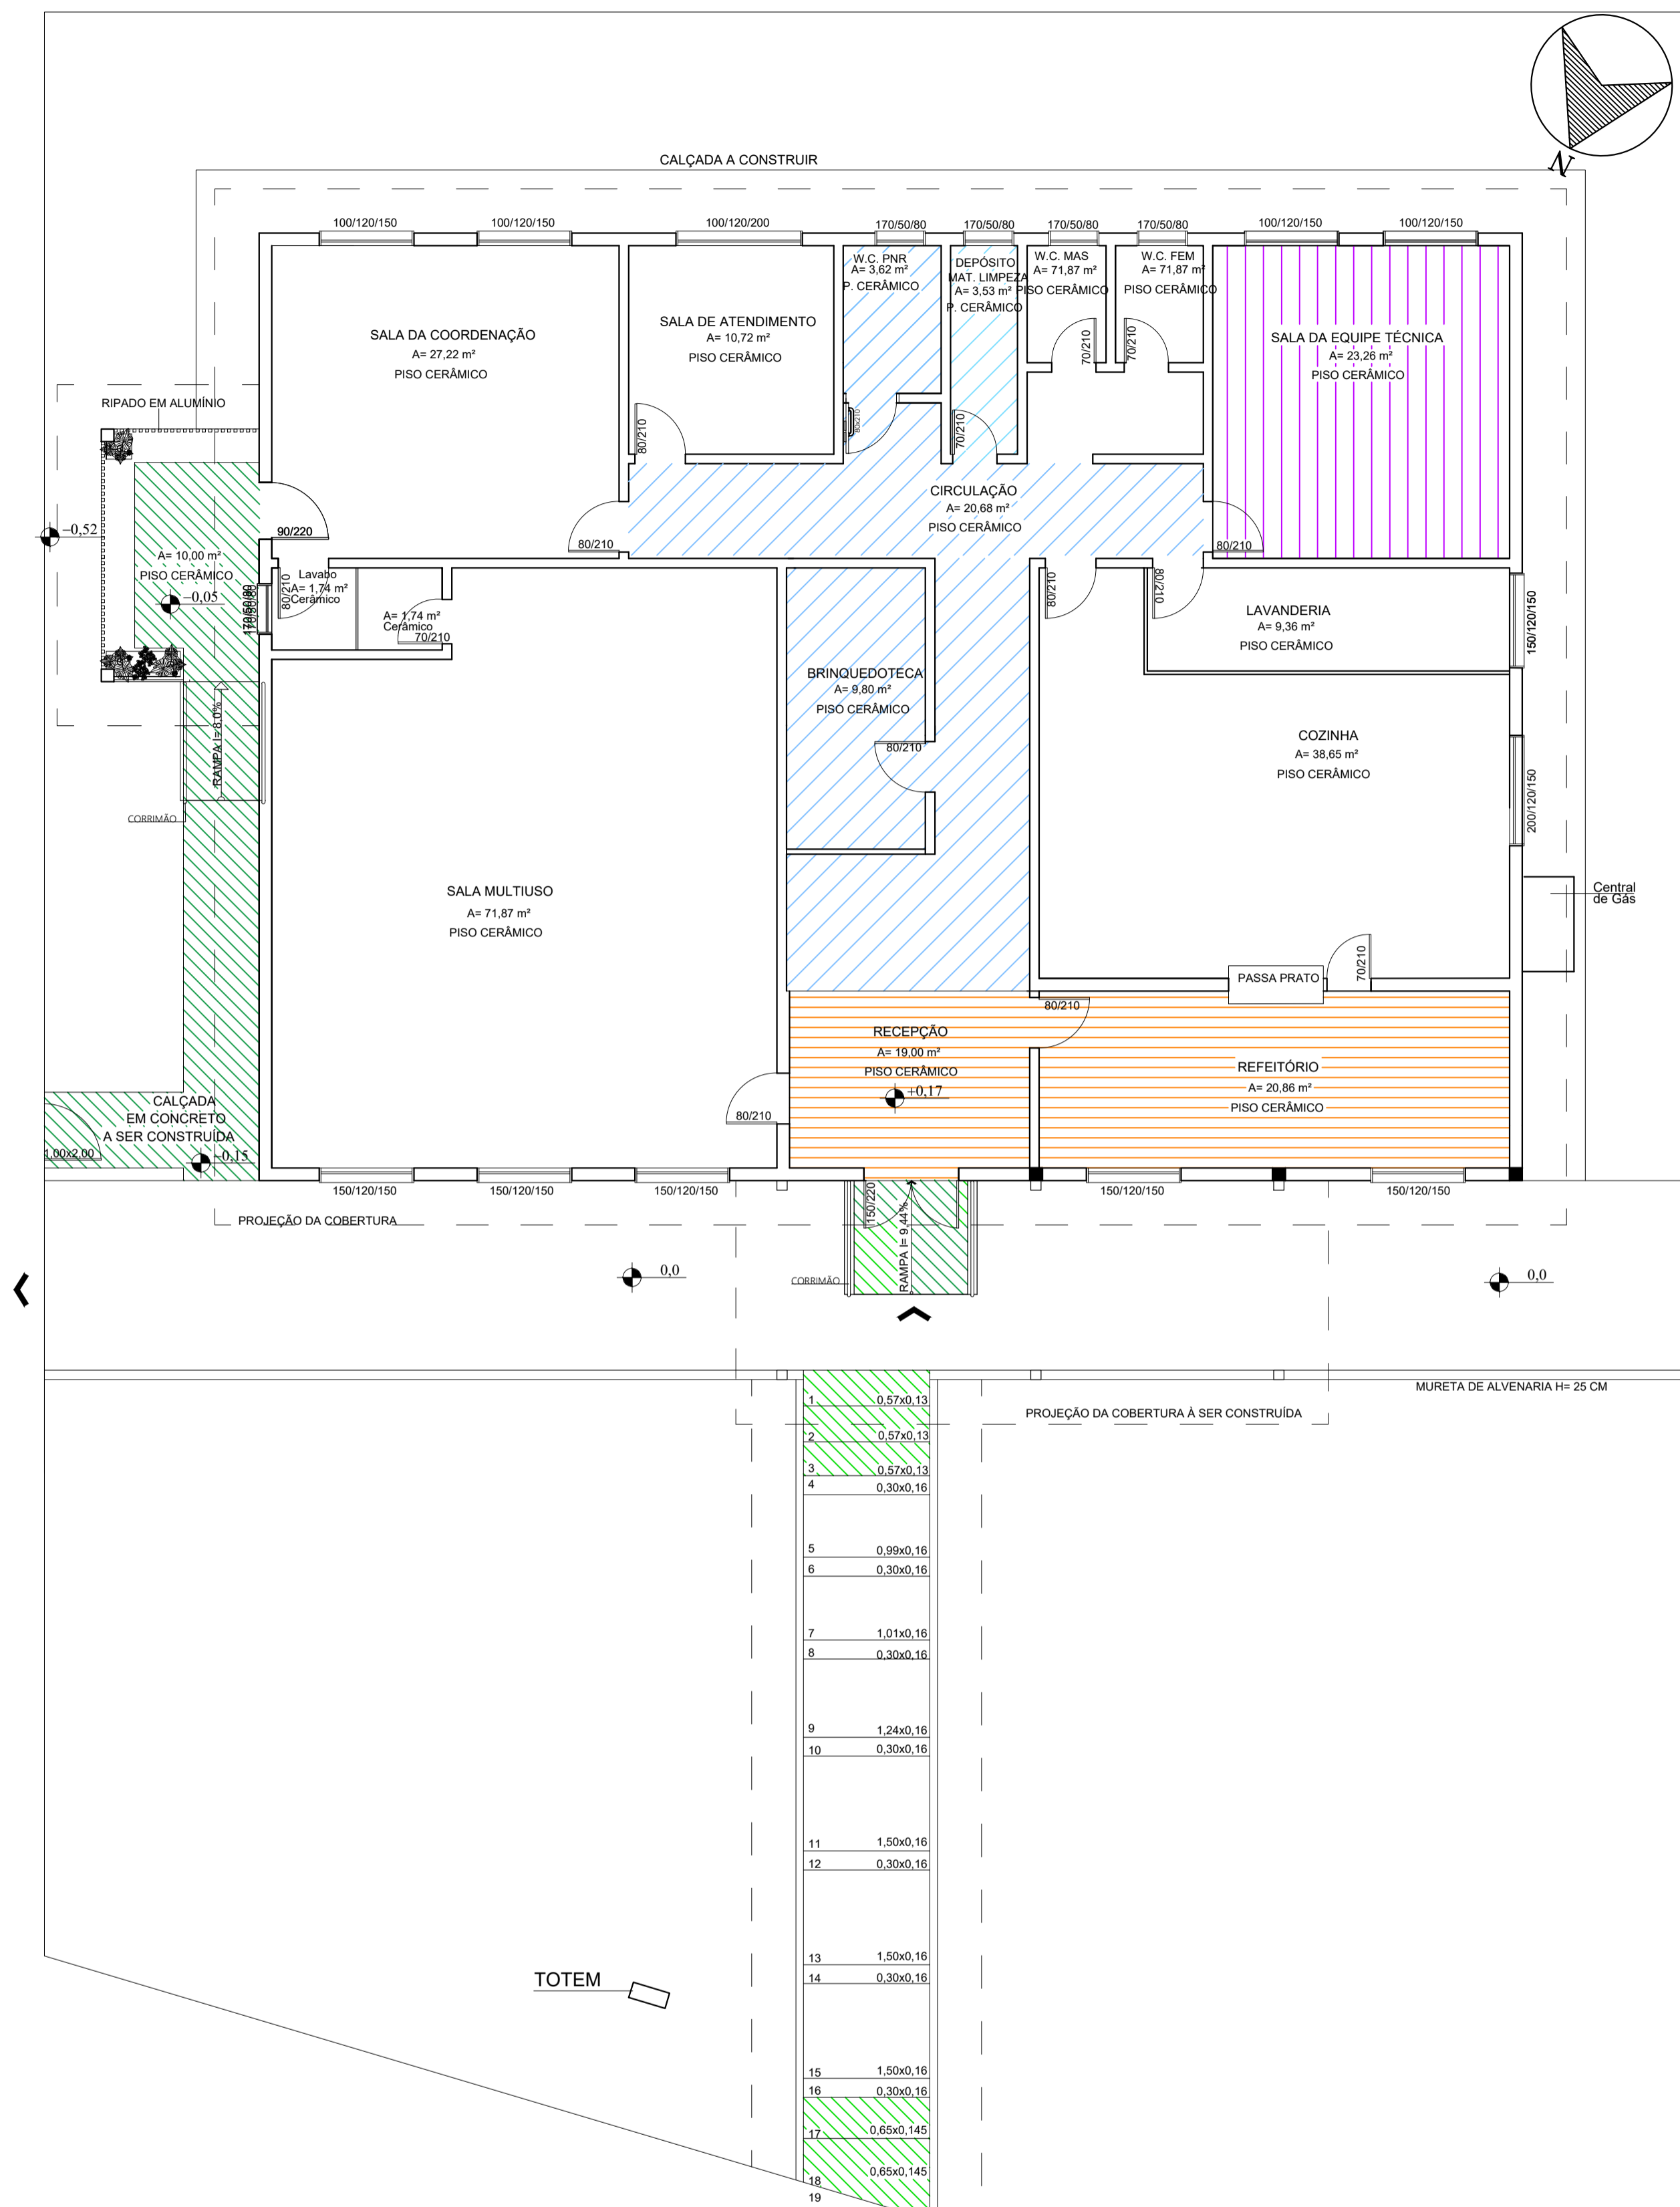 N
CALÇADA A CONSTRUIR
100/120/150
100/120/150
100/120/200
170/50/80
170/50/80
170/50/80
170/50/80
100/120/150
100/120/150
SALA DA COORDENAÇÃO
A= 27,22 m²
PISO CERÂMICO
SALA DE ATENDIMENTO
A= 10,72 m²
PISO CERÂMICO
W.C. PNR
A= 3,62 m²
P. CERÂMICO
DEPÓSITO
MAT. LIMPEZA
A= 3,53 m²
P. CERÂMICO
W.C. MAS
A= 71,87 m²
PISO CERÂMICO
W.C. FEM
A= 71,87 m²
PISO CERÂMICO
SALA DA EQUIPE TÉCNICA
A= 23,26 m²
PISO CERÂMICO
70/210
70/210
RIPADO EM ALUMÍNIO
80/210
80x210
70/210
CIRCULAÇÃO
A= 20,68 m²
PISO CERÂMICO
−0,52
90/220
80/210
80/210
A= 10,00 m²
PISO CERÂMICO
−0,05
170/50/80
170/50/80
80/210
Lavabo
A= 1,74 m²
Cerâmico
A= 1,74 m²
Cerâmico
70/210
80/210
80/210
LAVANDERIA
A= 9,36 m²
PISO CERÂMICO
150/120/150
BRINQUEDOTECA
A= 9,80 m²
PISO CERÂMICO
80/210
COZINHA
A= 38,65 m²
PISO CERÂMICO
200/120/150
RAMPA I= 8,0%
CORRIMÃO
SALA MULTIUSO
A= 71,87 m²
PISO CERÂMICO
Central
de Gás
70/210
PASSA PRATO
80/210
RECEPÇÃO
A= 19,00 m²
PISO CERÂMICO
+0,17
REFEITÓRIO
A= 20,86 m²
PISO CERÂMICO
80/210
CALÇADA
EM CONCRETO
A SER CONSTRUÍDA
1,00x2,00
−0,15
150/120/150
150/120/150
150/120/150
150/220
150/120/150
150/120/150
PROJEÇÃO DA COBERTURA
RAMPA I= 9,44%
CORRIMÃO
0,0
0,0
MURETA DE ALVENARIA H= 25 CM
PROJEÇÃO DA COBERTURA À SER CONSTRUÍDA
1 0,57x0,13
2 0,57x0,13
3 0,57x0,13
4 0,30x0,16
5 0,99x0,16
6 0,30x0,16
7 1,01x0,16
8 0,30x0,16
9 1,24x0,16
10 0,30x0,16
11 1,50x0,16
12 0,30x0,16
13 1,50x0,16
14 0,30x0,16
TOTEM
15 1,50x0,16
16 0,30x0,16
17 0,65x0,145
18 0,65x0,145
19